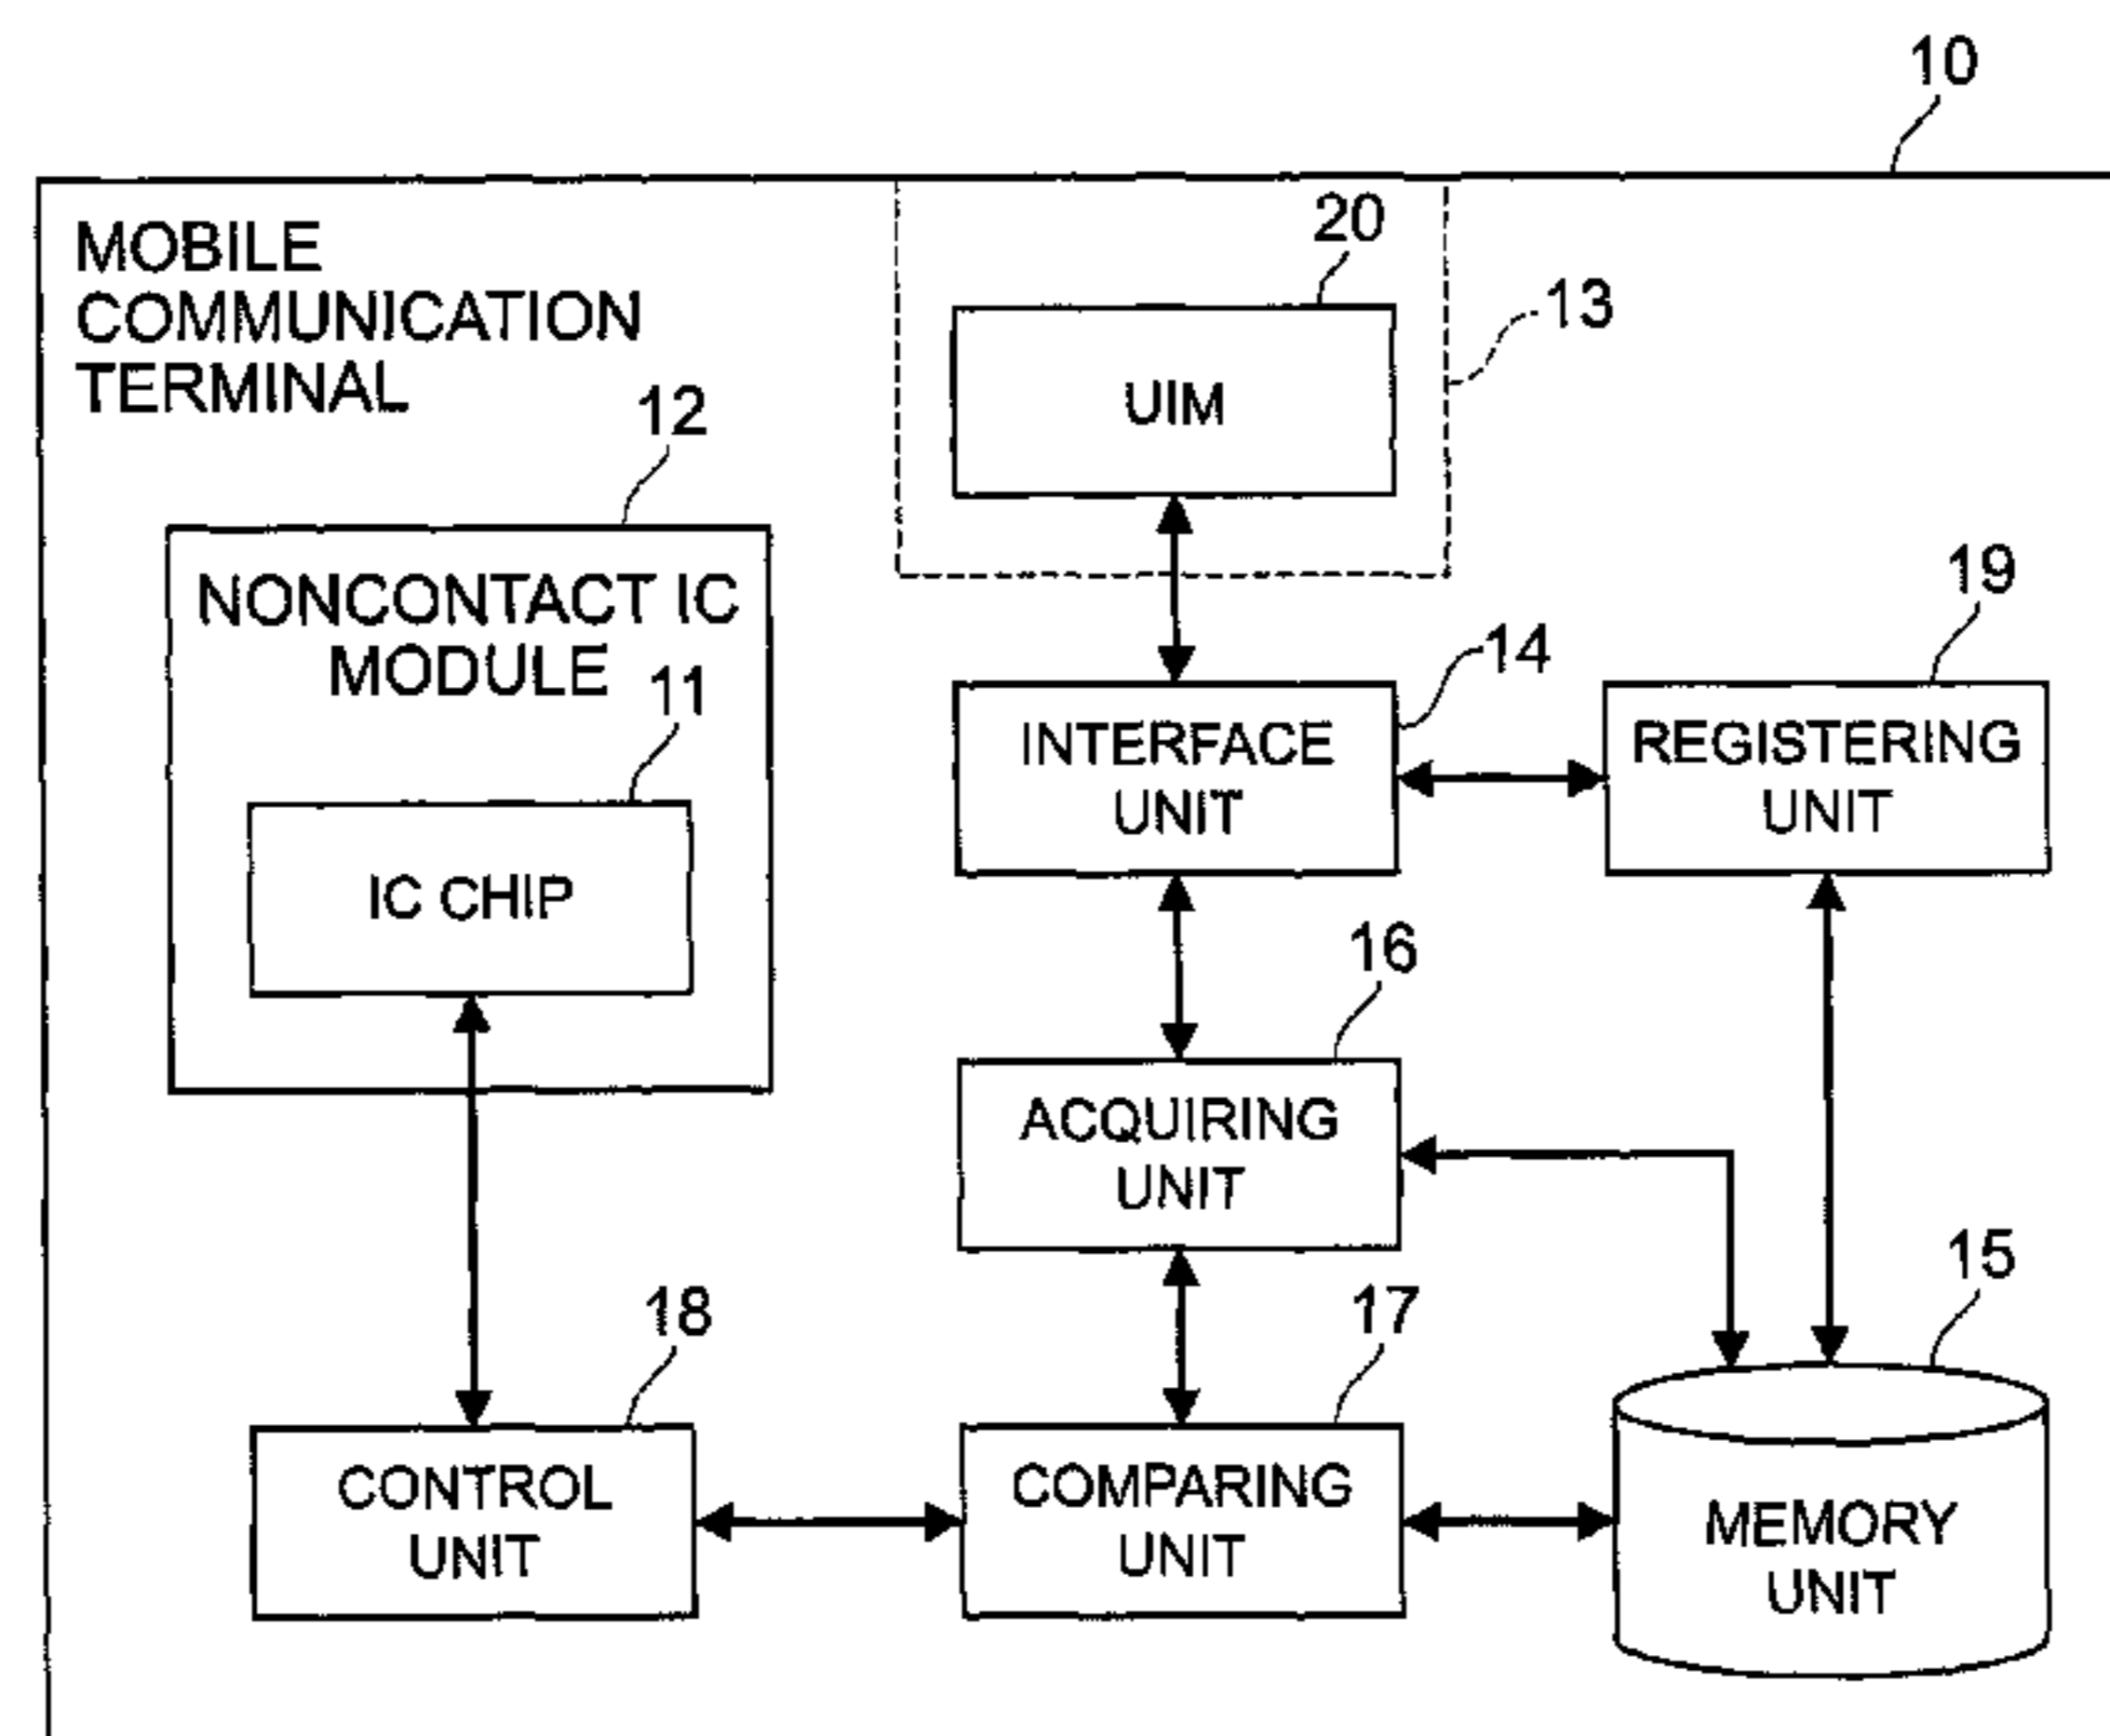 10
MOBILE
COMMUNICATION
TERMINAL
20
13
UIM
12
NONCONTACT IC
MODULE
11
IC CHIP
14
19
INTERFACE
UNIT
REGISTERING
UNIT
16
ACQUIRING
UNIT
18
17
15
CONTROL
UNIT
COMPARING
UNIT
MEMORY
UNIT